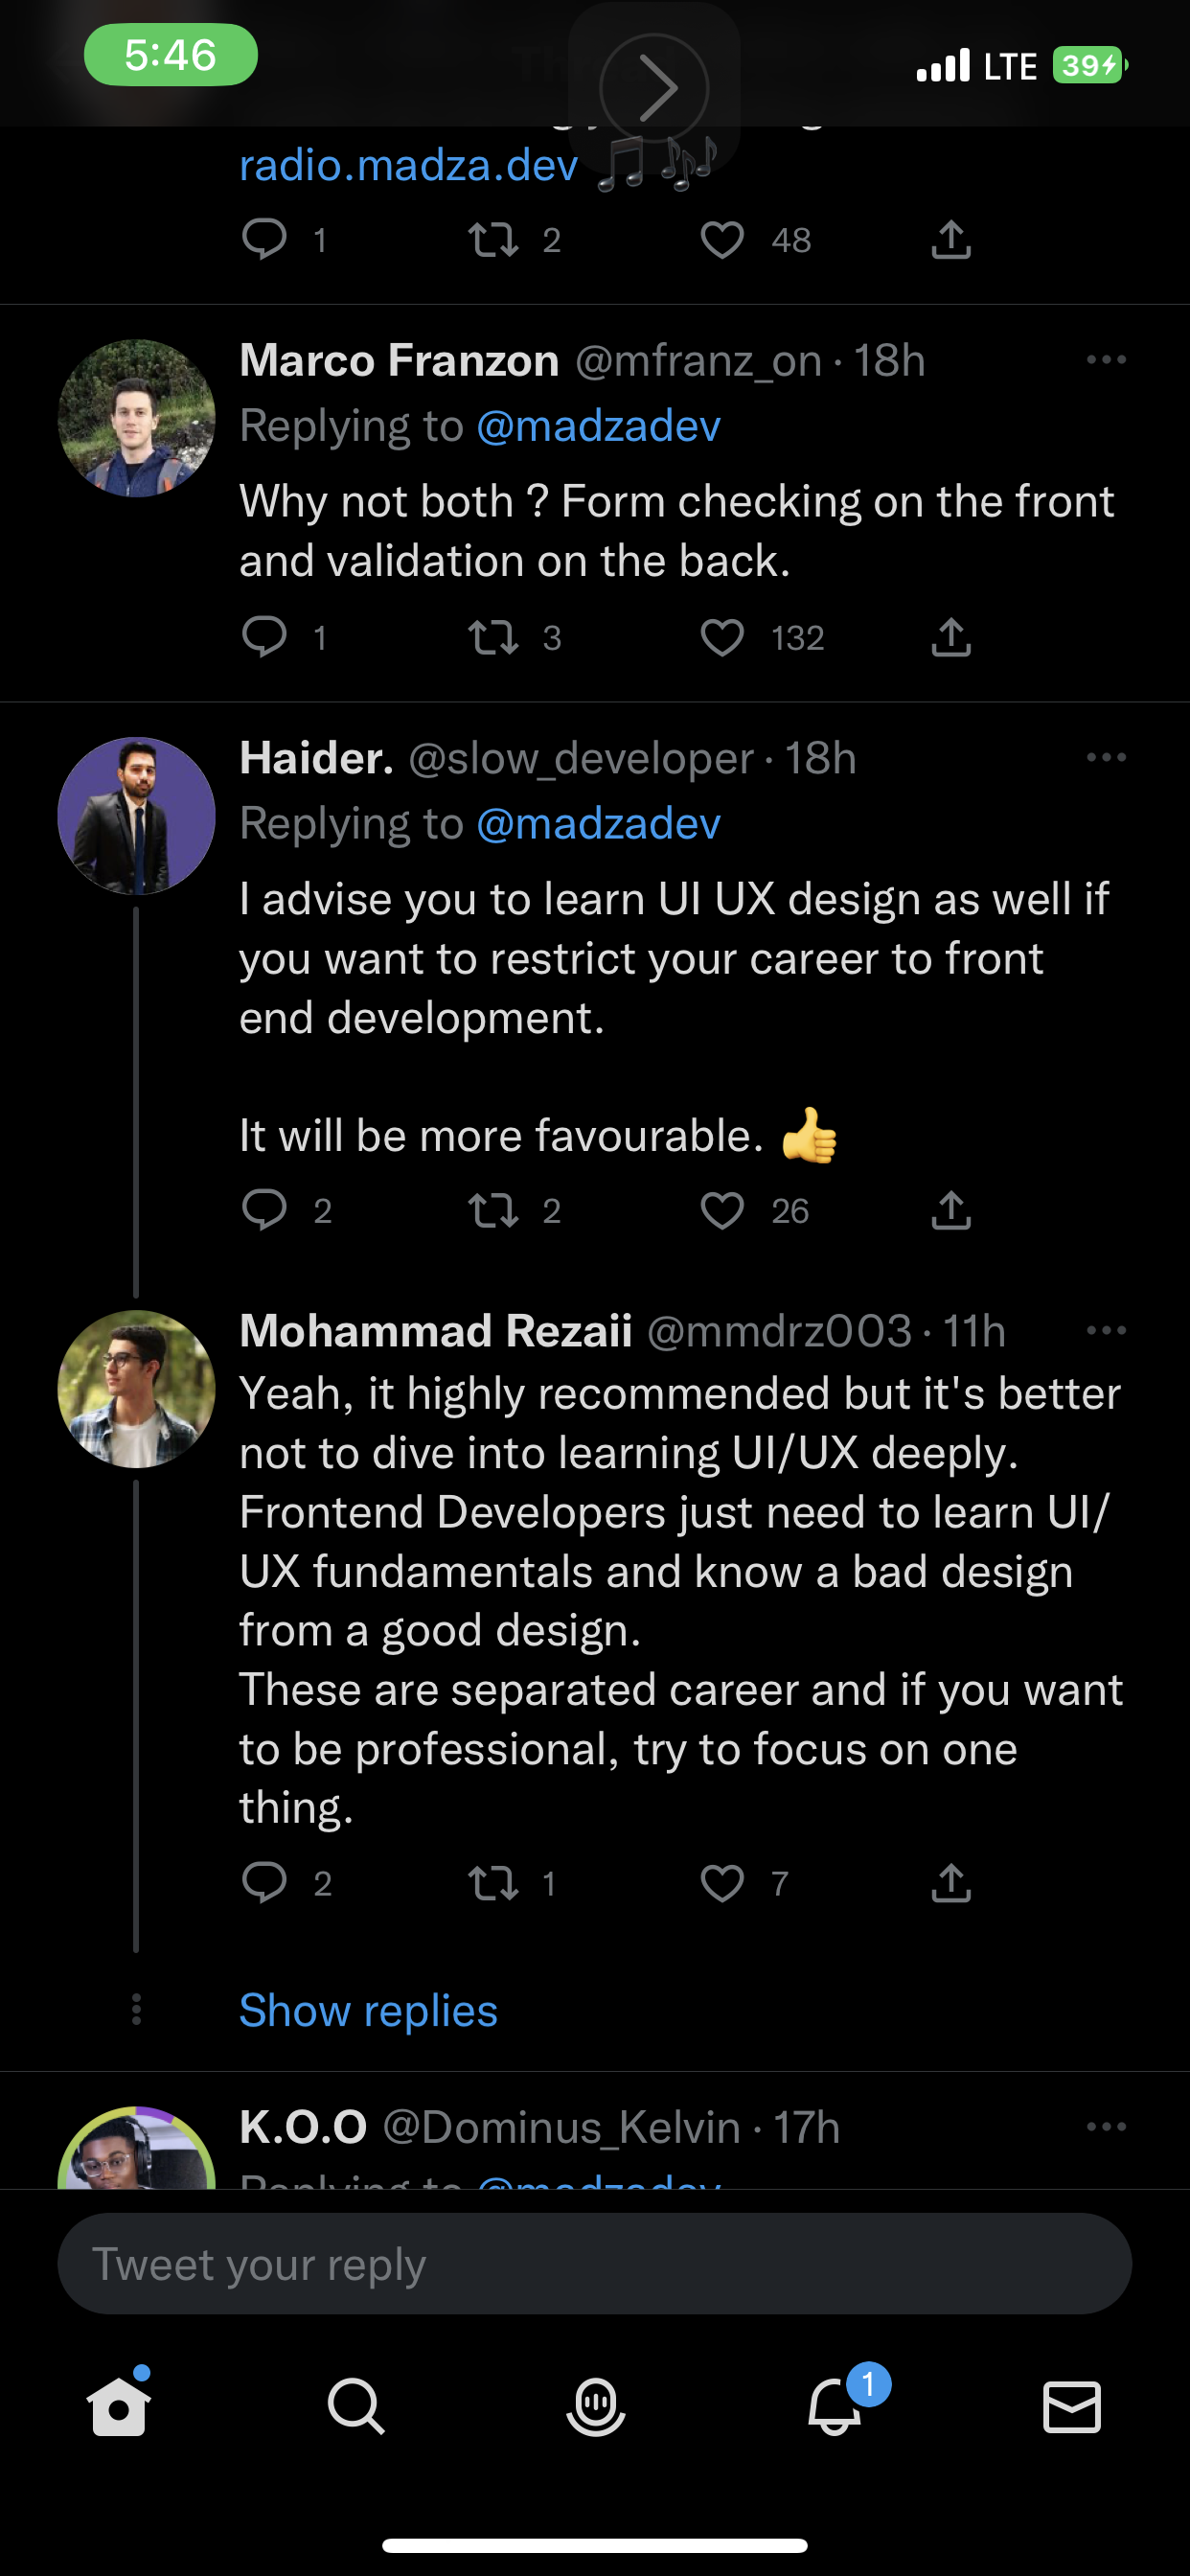 5:46
LTE 39
radio.madza.dev 🎵 🎶
1 2 48
Marco Franzon @mfranz_on · 18h
Replying to @madzadev
Why not both ? Form checking on the front
and validation on the back.
1 3 132
Haider. @slow_developer · 18h
Replying to @madzadev
I advise you to learn UI UX design as well if
you want to restrict your career to front
end development.
It will be more favourable. 👍
2 2 26
Mohammad Rezaii @mmdrz003 · 11h
Yeah, it highly recommended but it's better
not to dive into learning UI/UX deeply.
Frontend Developers just need to learn UI/
UX fundamentals and know a bad design
from a good design.
These are separated career and if you want
to be professional, try to focus on one
thing.
2 1 7
Show replies
K.O.O @Dominus_Kelvin · 17h
Replying to @madzadev
Tweet your reply
1